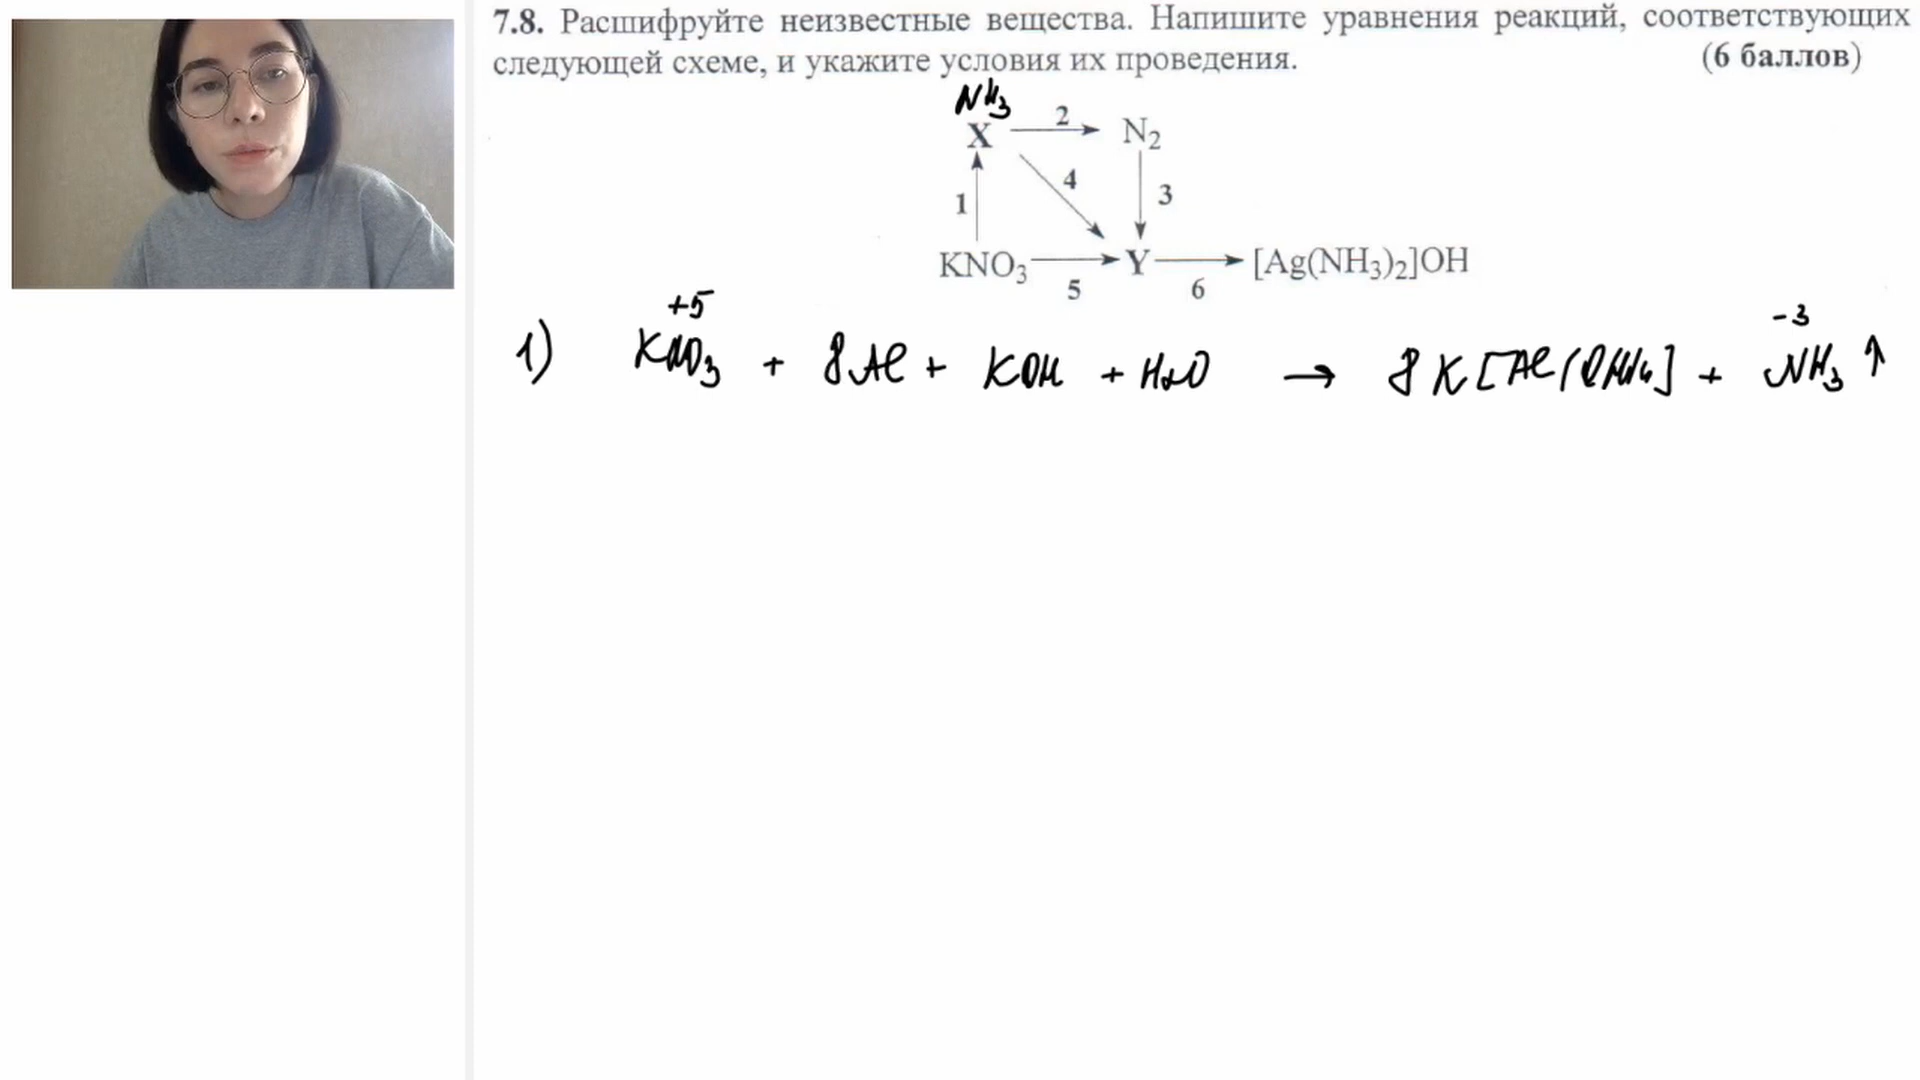 7.8. Расшифруйте неизвестные вещества. Напишите уравнения реакций, соответствующих
следующей схеме, и укажите условия их проведения. (6 баллов)
NH₃
X 2 N₂
1 4 3
KNO₃ 5 Y 6 [Ag(NH₃)₂]OH
+5 -3
1) KNO₃ + 8Al + KOH + H₂O → 8K[Al(OH)₄] + NH₃ ↑